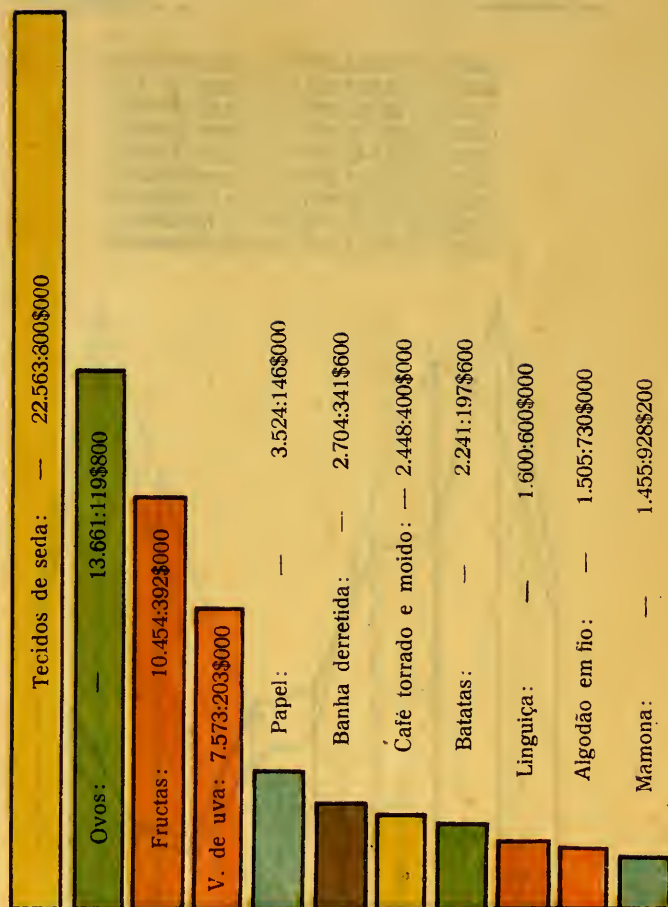 Tecidos de seda: — 22.563:800$000
Ovos: — 13.661:119$800
Fructas: 10.454:392$000
V. de uva: 7.573:203$000
Papel: — 3.524:146$000
Banha derretida: — 2.704:341$600
Café torrado e moido: — 2.448:400$000
Batatas: — 2.241:197$600
Linguiça: — 1.600:600$000
Algodão em fio: — 1.505:730$000
Mamona: — 1.455:928$200